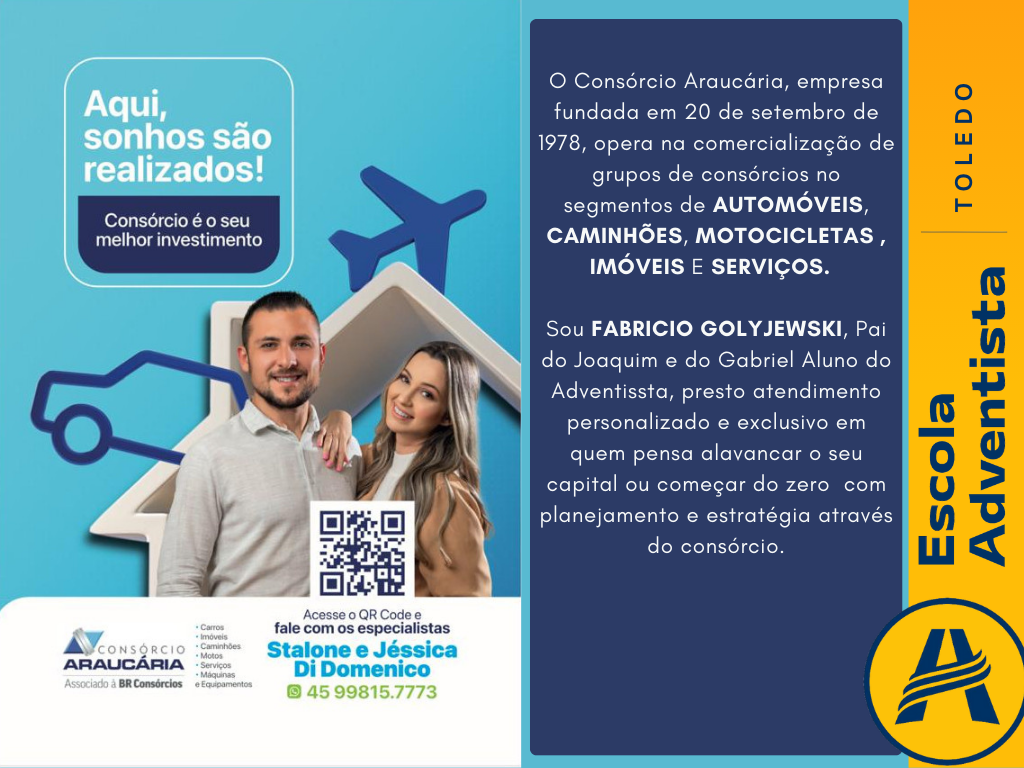 Aqui,
sonhos são
realizados!
Consórcio é o seu
melhor investimento
Acesse o QR Code e
fale com os especialistas
Stalone e Jéssica
Di Domenico
45 99815.7773
CONSÓRCIO
ARAUCÁRIA
Associado à BR Consórcios
• Carros
• Imóveis
• Caminhões
• Motos
• Serviços
• Máquinas
e Equipamentos
O Consórcio Araucária, empresa
fundada em 20 de setembro de
1978, opera na comercialização de
grupos de consórcios no
segmentos de AUTOMÓVEIS,
CAMINHÕES, MOTOCICLETAS ,
IMÓVEIS E SERVIÇOS.
Sou FABRICIO GOLYJEWSKI, Pai
do Joaquim e do Gabriel Aluno do
Adventissta, presto atendimento
personalizado e exclusivo em
quem pensa alavancar o seu
capital ou começar do zero  com
planejamento e estratégia através
do consórcio.
TOLEDO
Escola
Adventista